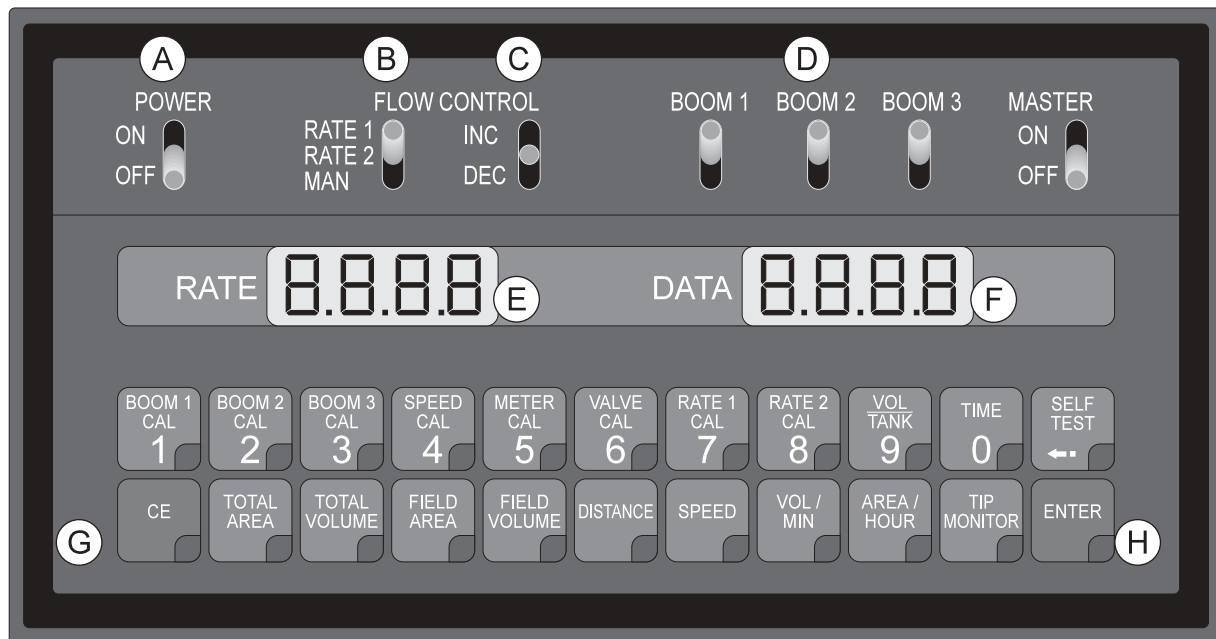 A
B
C
D
POWER
ON
OFF
FLOW CONTROL
RATE 1
RATE 2
MAN
INC
DEC
BOOM 1
BOOM 2
BOOM 3
MASTER
ON
OFF
RATE
8.8.8.8
E
DATA
8.8.8.8
F
BOOM 1
CAL
1
BOOM 2
CAL
2
BOOM 3
CAL
3
SPEED
CAL
4
METER
CAL
5
VALVE
CAL
6
RATE 1
CAL
7
RATE 2
CAL
8
VOL
TANK
9
TIME
0
SELF
TEST
G
CE
TOTAL
AREA
TOTAL
VOLUME
FIELD
AREA
FIELD
VOLUME
DISTANCE
SPEED
VOL /
MIN
AREA /
HOUR
TIP
MONITOR
ENTER
H